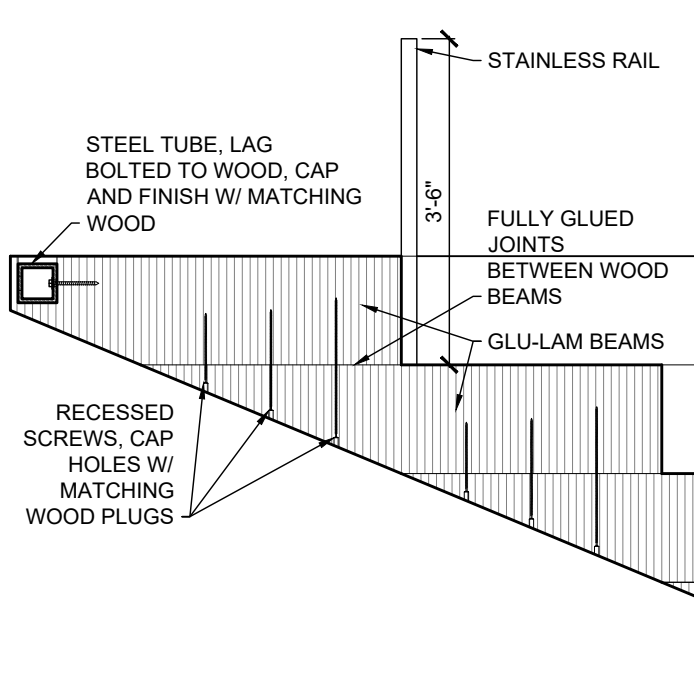 STAINLESS RAIL
STEEL TUBE, LAG
BOLTED TO WOOD, CAP
AND FINISH W/ MATCHING
WOOD
3'-6"
FULLY GLUED
JOINTS
BETWEEN WOOD
BEAMS
GLU-LAM BEAMS
RECESSED
SCREWS, CAP
HOLES W/
MATCHING
WOOD PLUGS